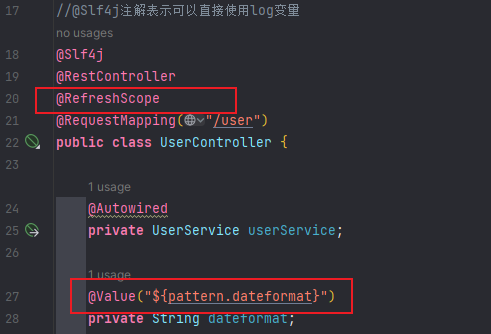 17 //@Slf4j注解表示可以直接使用log变量
no usages
18 @Slf4j
19 @RestController
20 @RefreshScope
21 @RequestMapping("/user")
22 public class UserController {
23
1 usage
24 @Autowired
25 private UserService userService;
26
1 usage
27 @Value("${pattern.dateformat}")
28 private String dateformat;